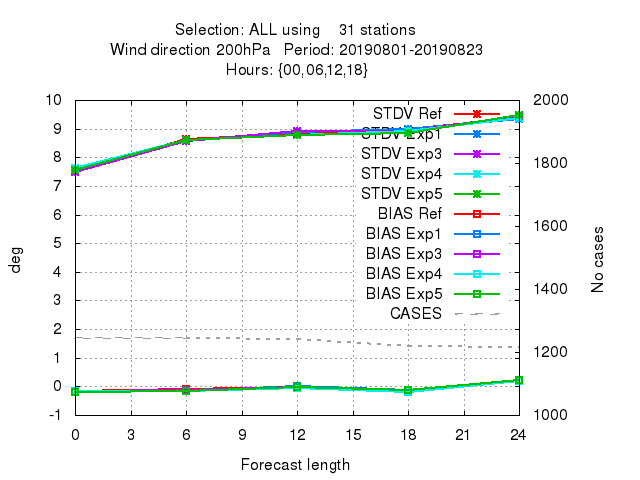 Selection: ALL using 31 stations
Wind direction 200hPa Period: 20190801-20190823
Hours: {00,06,12,18}
10
9
8
7
6
5
4
3
2
1
0
-1
deg
2000
1800
1600
1400
1200
1000
No cases
STDV Ref
STDV Exp1
STDV Exp3
STDV Exp4
STDV Exp5
BIAS Ref
BIAS Exp1
BIAS Exp3
BIAS Exp4
BIAS Exp5
CASES
0 3 6 9 12 15 18 21 24
Forecast length